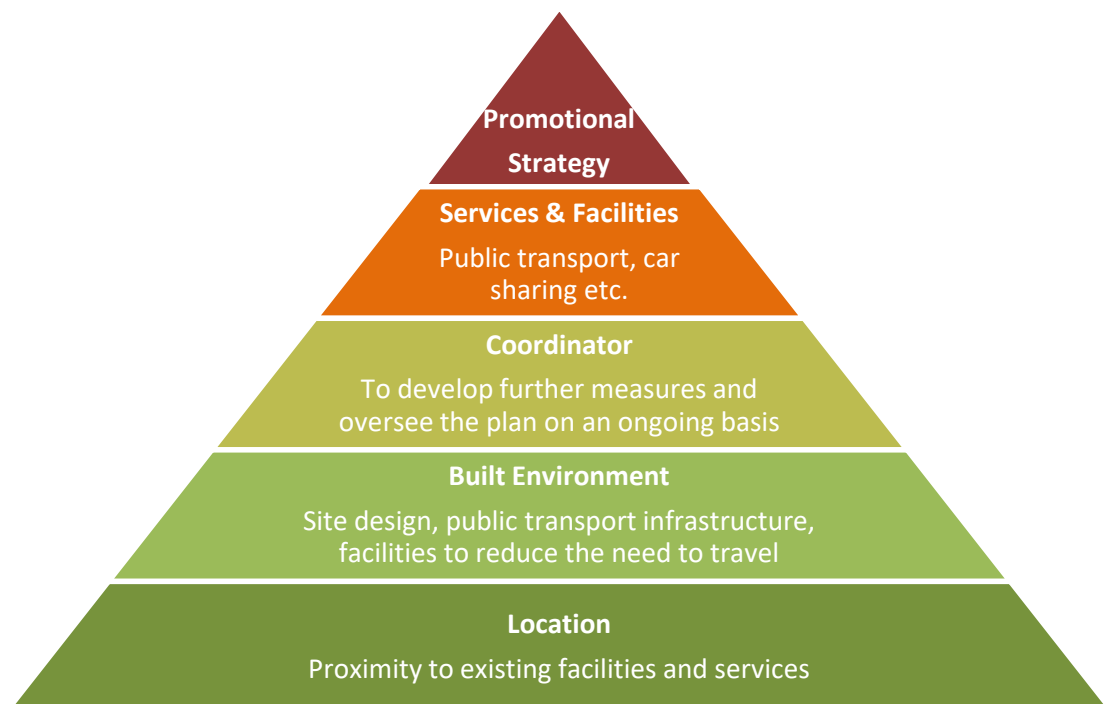 Promotional
Strategy
Services & Facilities
Public transport, car
sharing etc.
Coordinator
To develop further measures and
oversee the plan on an ongoing basis
Built Environment
Site design, public transport infrastructure,
facilities to reduce the need to travel
Location
Proximity to existing facilities and services